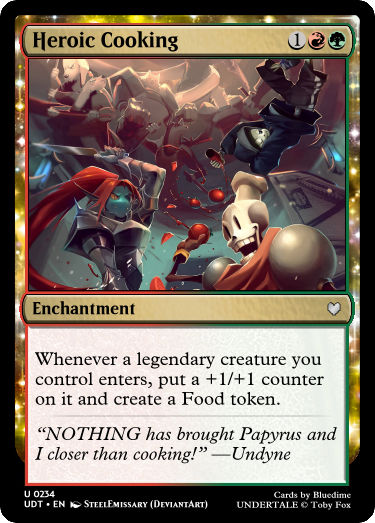 Heroic Cooking 1
Enchantment
Whenever a legendary creature you
control enters, put a +1/+1 counter
on it and create a Food token.
“NOTHING has brought Papyrus and
I closer than cooking!” —Undyne
U 0234
UDT • EN SteelEmissary (DeviantArt)
Cards by Bluedime
UNDERTALE © Toby Fox